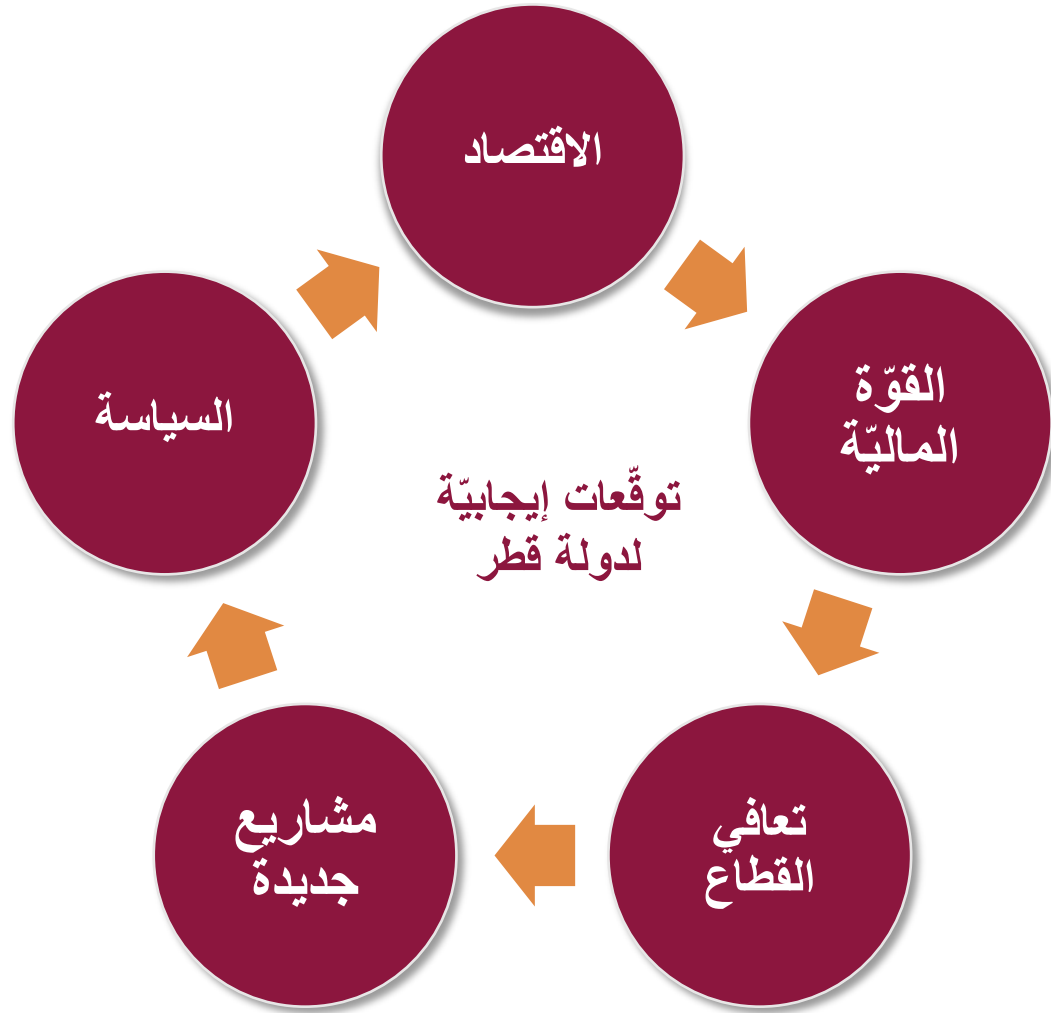 الاقتصاد
القوّة
الماليّة
تعافي
القطاع
مشاريع
جديدة
السياسة
توقّعات إيجابيّة
لدولة قطر